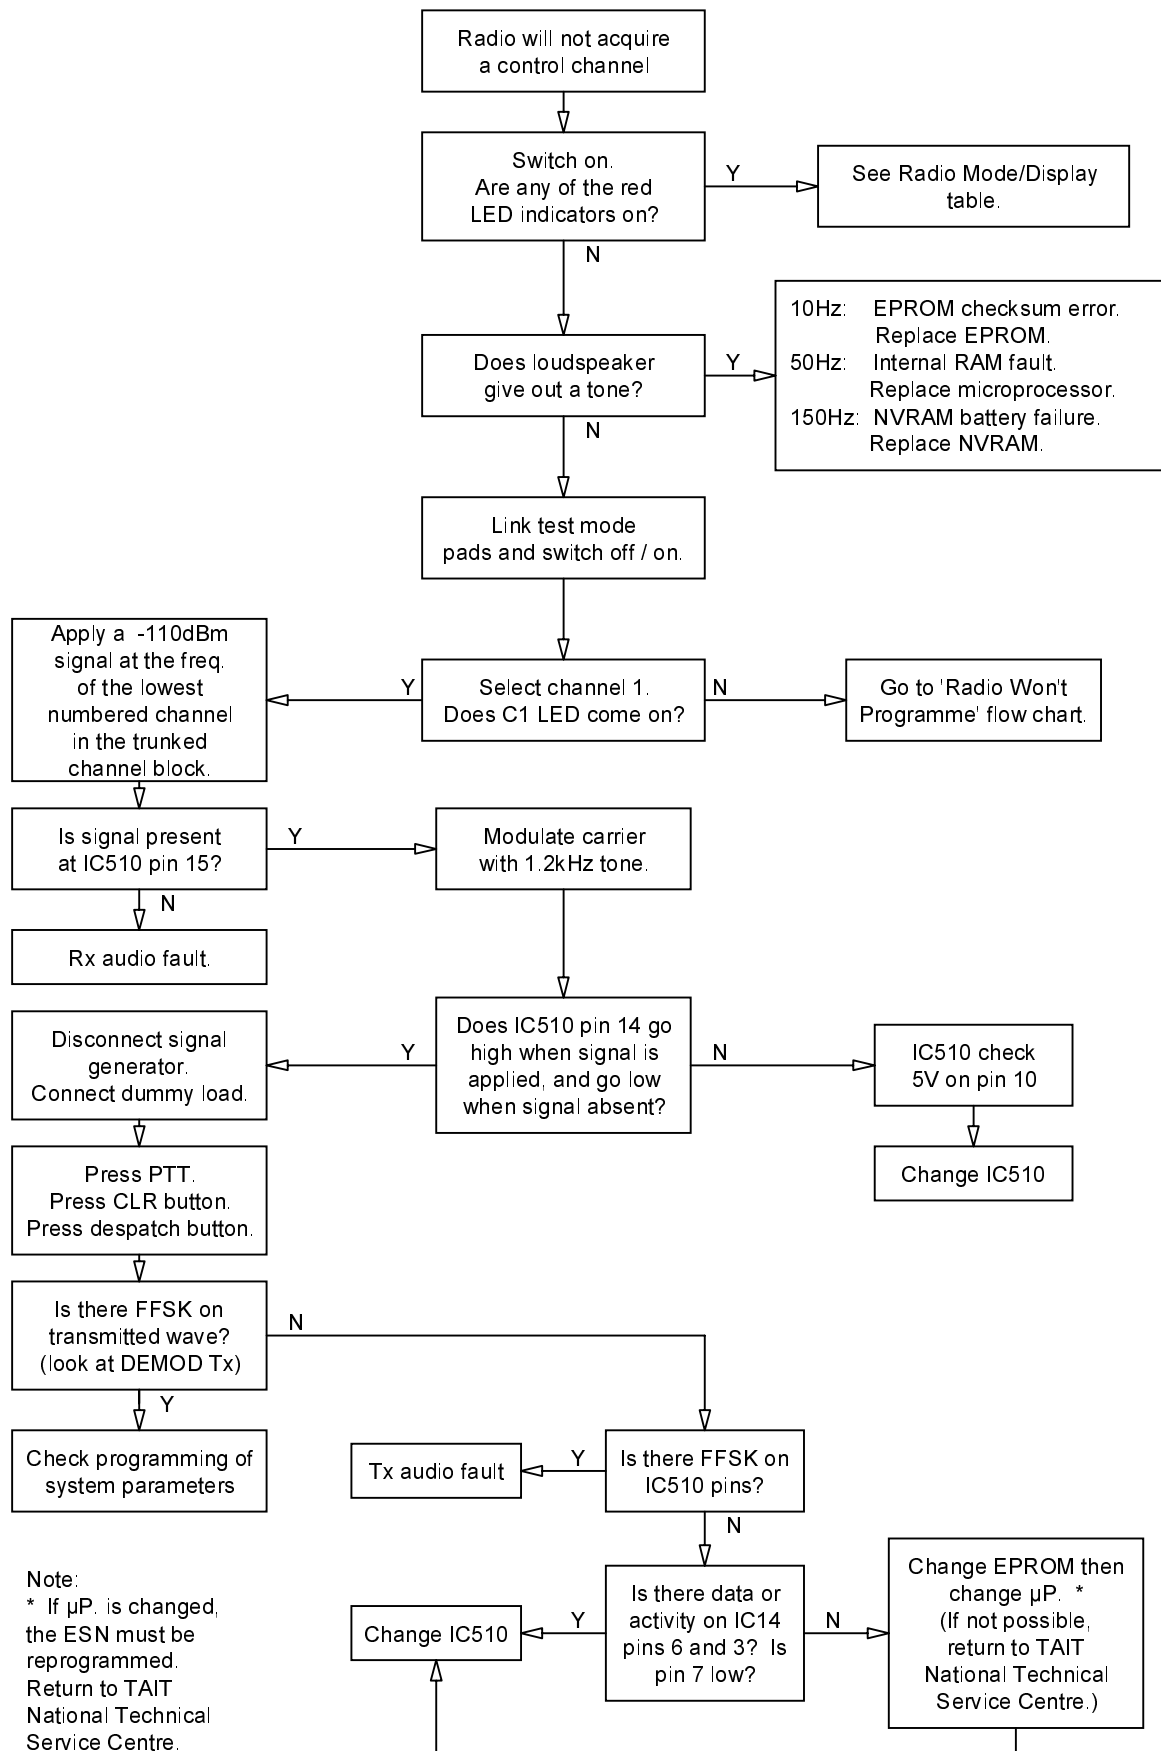 Radio will not acquire
a control channel
Switch on.
Are any of the red
LED indicators on?
Y
See Radio Mode/Display
table.
N
Does loudspeaker
give out a tone?
Y
10Hz: EPROM checksum error.
Replace EPROM.
50Hz: Internal RAM fault.
Replace microprocessor.
150Hz: NVRAM battery failure.
Replace NVRAM.
N
Link test mode
pads and switch off / on.
Select channel 1.
Does C1 LED come on?
N
Go to 'Radio Won't
Programme' flow chart.
Y
Apply a -110dBm
signal at the freq.
of the lowest
numbered channel
in the trunked
channel block.
Is signal present
at IC510 pin 15?
Y
Modulate carrier
with 1.2kHz tone.
N
Rx audio fault.
Does IC510 pin 14 go
high when signal is
applied, and go low
when signal absent?
N
IC510 check
5V on pin 10
Change IC510
Y
Disconnect signal
generator.
Connect dummy load.
Press PTT.
Press CLR button.
Press despatch button.
Is there FFSK on
transmitted wave?
(look at DEMOD Tx)
N
Y
Check programming of
system parameters
Is there FFSK on
IC510 pins?
Y
Tx audio fault
N
Is there data or
activity on IC14
pins 6 and 3? Is
pin 7 low?
Y
Change IC510
N
Change EPROM then
change µP. *
(If not possible,
return to TAIT
National Technical
Service Centre.)
Note:
* If µP. is changed,
the ESN must be
reprogrammed.
Return to TAIT
National Technical
Service Centre.